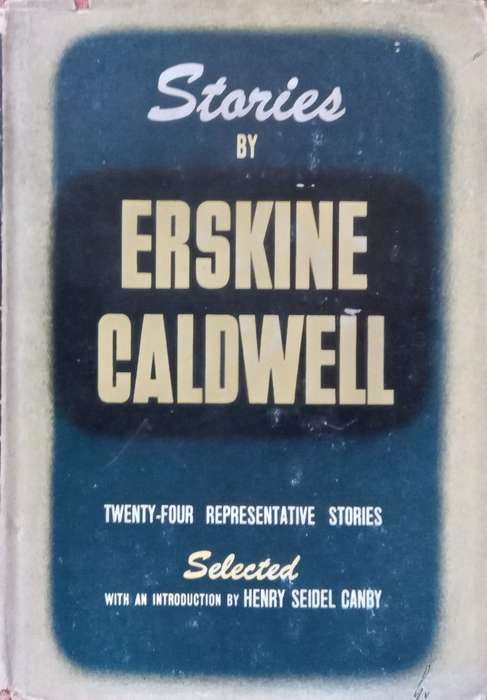 Stories
BY
ERSKINE
CALDWELL
TWENTY-FOUR REPRESENTATIVE STORIES
Selected
WITH AN INTRODUCTION BY HENRY SEIDEL CANBY